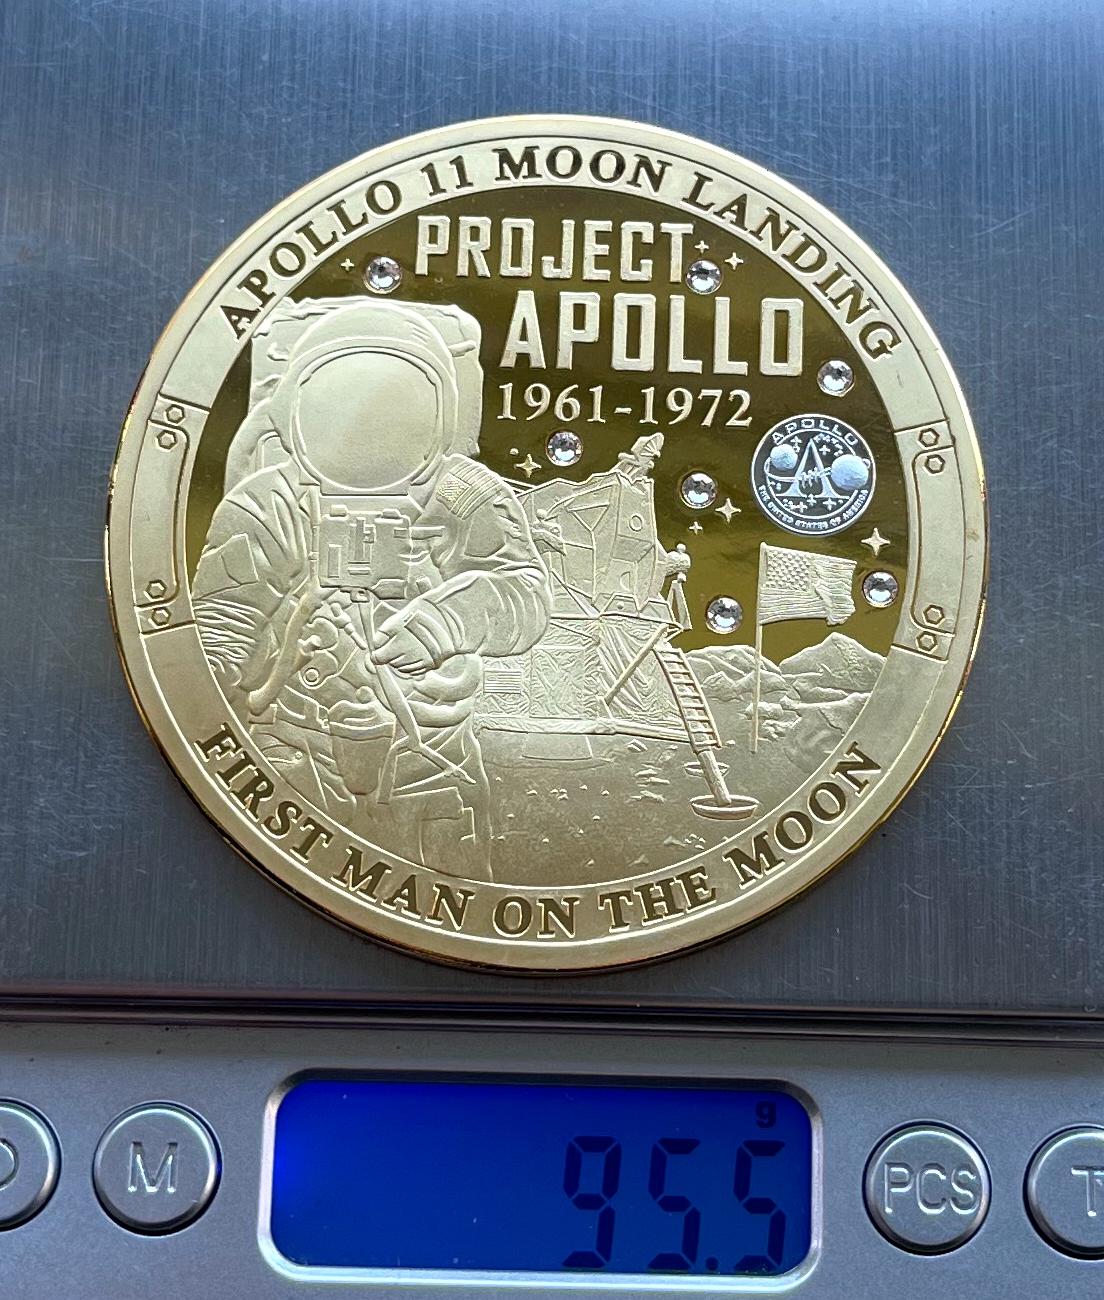 APOLLO 11 MOON LANDING
PROJECT
APOLLO
1961-1972
APOLLO
THE UNITED STATES OF AMERICA
FIRST MAN ON THE MOON
g
95.5
M
PCS
T